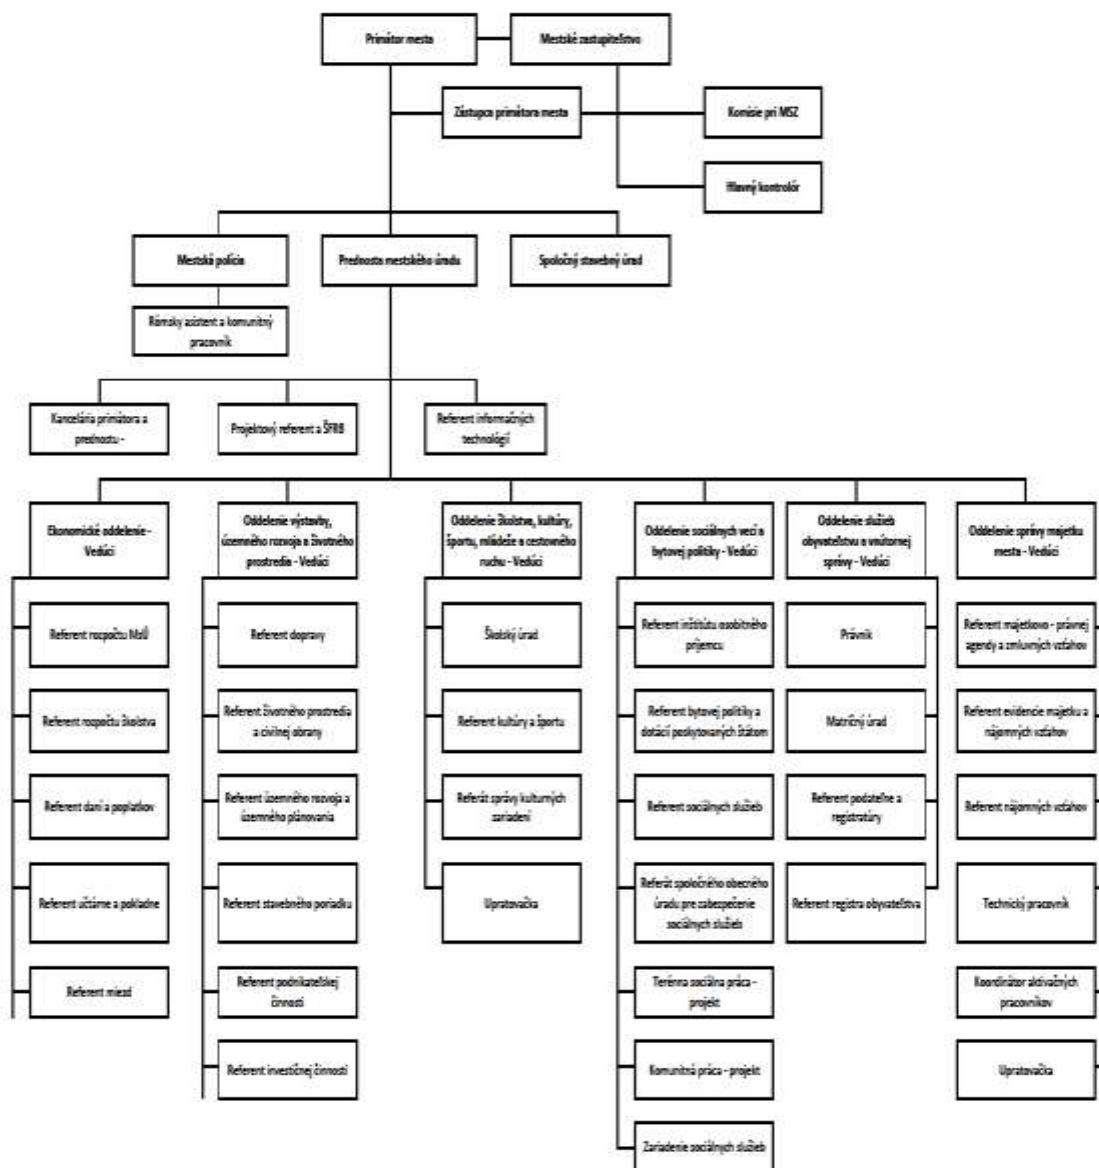 Primátor mesta
Mestské zastupiteľstvo
Zástupca primátora mesta
Komisie pri MSZ
Hlavný kontrolór
Mestská polícia
Prednosta mestského úradu
Spoločný stavebný úrad
Rómsky asistent a komunitný
pracovník
Kancelária primátora a
prednostu -
Projektový referent a ŠFRB
Referent informačných
technológií
Ekonomické oddelenie -
Vedúci
Oddelenie výstavby,
územného rozvoja a životného
prostredia - Vedúci
Oddelenie školstva, kultúry,
športu, mládeže a cestovného
ruchu - Vedúci
Oddelenie sociálnych vecí a
bytovej politiky - Vedúci
Oddelenie služieb
obyvateľstvu a vnútornej
správy - Vedúci
Oddelenie správy majetku
mesta - Vedúci
Referent rozpočtu MsÚ
Referent rozpočtu školstva
Referent daní a poplatkov
Referent učtárne a pokladne
Referent miezd
Referent dopravy
Referent životného prostredia
a civilnej obrany
Referent územného rozvoja a
územného plánovania
Referent stavebného poriadku
Referent podnikateľskej
činnosti
Referent investičnej činnosti
Školský úrad
Referent kultúry a športu
Referát správy kulturných
zariadení
Upratovačka
Referent inštitútu osobitného
príjemcu
Referent bytovej politiky a
dotácií poskytovaných štátom
Referent sociálnych služieb
Referát spoločného obecného
úradu pre zabezpečenie
sociálnych služieb
Terénna sociálna práca -
projekt
Komunitná práca - projekt
Zariadenie sociálnych služieb
Právnik
Matričný úrad
Referent podateľne a
registratúry
Referent registra obyvateľstva
Referent majetkovo - právnej
agendy a zmluvných vzťahov
Referent evidencie majetku a
nájomných vzťahov
Referent nájomných vzťahov
Technický pracovník
Koordinátor aktivačných
pracovníkov
Upratovačka